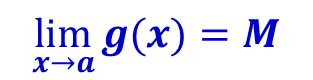 lim g(x) = M
x→a